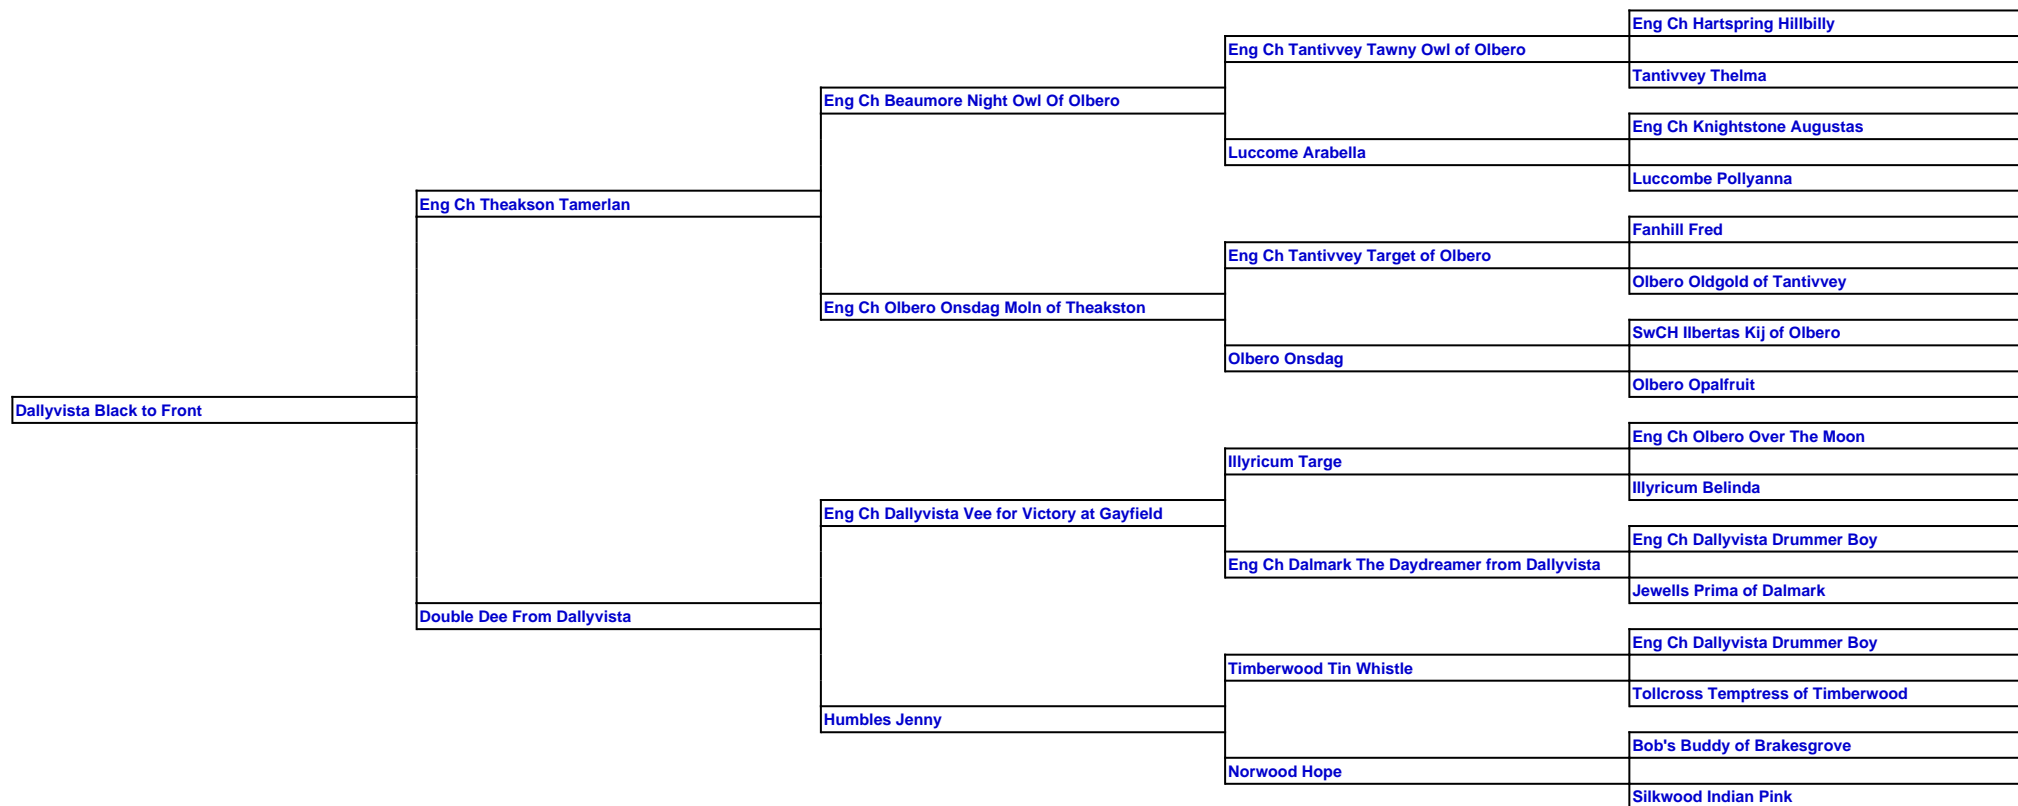 Eng Ch Hartspring Hillbilly
Eng Ch Tantivvey Tawny Owl of Olbero
Tantivvey Thelma
Eng Ch Beaumore Night Owl Of Olbero
Eng Ch Knightstone Augustas
Luccome Arabella
Luccombe Pollyanna
Eng Ch Theakson Tamerlan
Fanhill Fred
Eng Ch Tantivvey Target of Olbero
Olbero Oldgold of Tantivvey
Eng Ch Olbero Onsdag Moln of Theakston
SwCH Ilbertas Kij of Olbero
Olbero Onsdag
Olbero Opalfruit
Dallyvista Black to Front
Eng Ch Olbero Over The Moon
Illyricum Targe
Illyricum Belinda
Eng Ch Dallyvista Vee for Victory at Gayfield
Eng Ch Dallyvista Drummer Boy
Eng Ch Dalmark The Daydreamer from Dallyvista
Jewells Prima of Dalmark
Double Dee From Dallyvista
Eng Ch Dallyvista Drummer Boy
Timberwood Tin Whistle
Tollcross Temptress of Timberwood
Humbles Jenny
Bob's Buddy of Brakesgrove
Norwood Hope
Silkwood Indian Pink